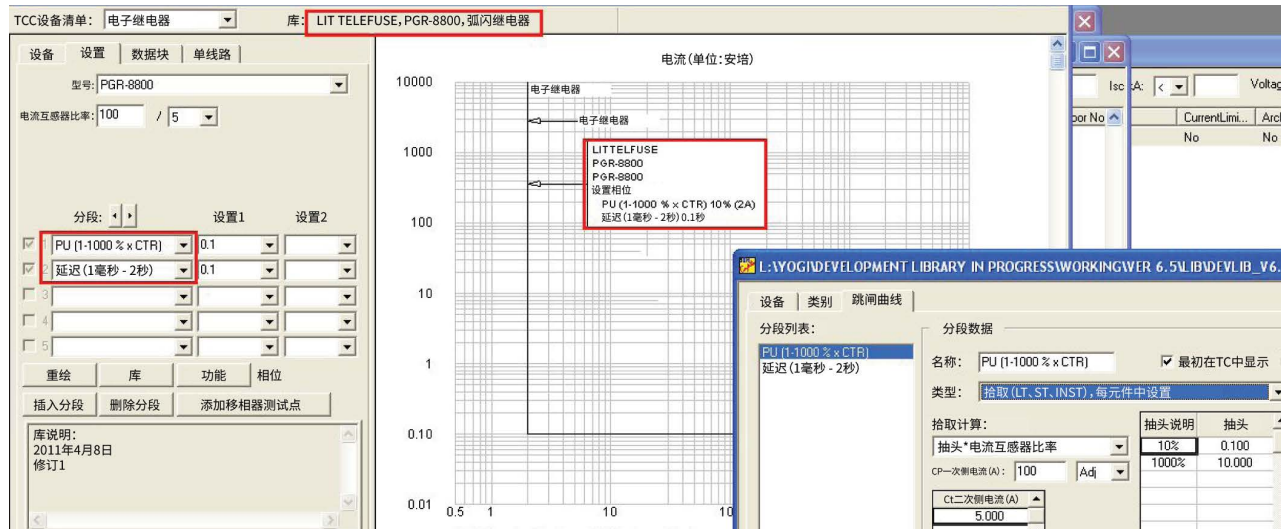 TCC设备清单: 电子继电器 库: LIT TELEFUSE,PGR-8800,弧闪继电器
设备 设置 数据块 单线路
型号: PGR-8800
电流互感器比率: 100 / 5
分段: 设置1 设置2
1 PU (1-1000 % x CTR) 0.1
2 延迟(1毫秒 - 2秒) 0.1
3
4
5
重绘 库 功能 相位
插入分段 删除分段 添加移相器测试点
库说明:
2011年4月8日
修订1
电流(单位:安培)
10000
1000
100
10
1
0.10
0.01
0.5 1 10 10
电子继电器
电子继电器
LITTELFUSE
PGR-8800
PGR-8800
设置相位
PU (1-1000 % x CTR) 10% (2A)
延迟(1毫秒 - 2秒)0.1秒
Isc kA: < Voltag
oor No CurrentLimi... Arcl
No No
L:\YOGI\DEVELOPMENT LIBRARY IN PROGRESS\WORKING\VER 6.5\LIB\DEVLIB_V6.
设备 类别 跳闸曲线
分段列表:
PU (1-1000 % x CTR)
延迟(1毫秒 - 2秒)
分段数据
名称: PU (1-1000 % x CTR) 最初在TC中显示
类型: 拾取(LT、ST、INST),每元件中设置
拾取计算:
抽头*电流互感器比率
CP一次侧电流(A): 100 Adj
Ct二次侧电流(A)
5.000
抽头说明 抽头
10% 0.100
1000% 10.000